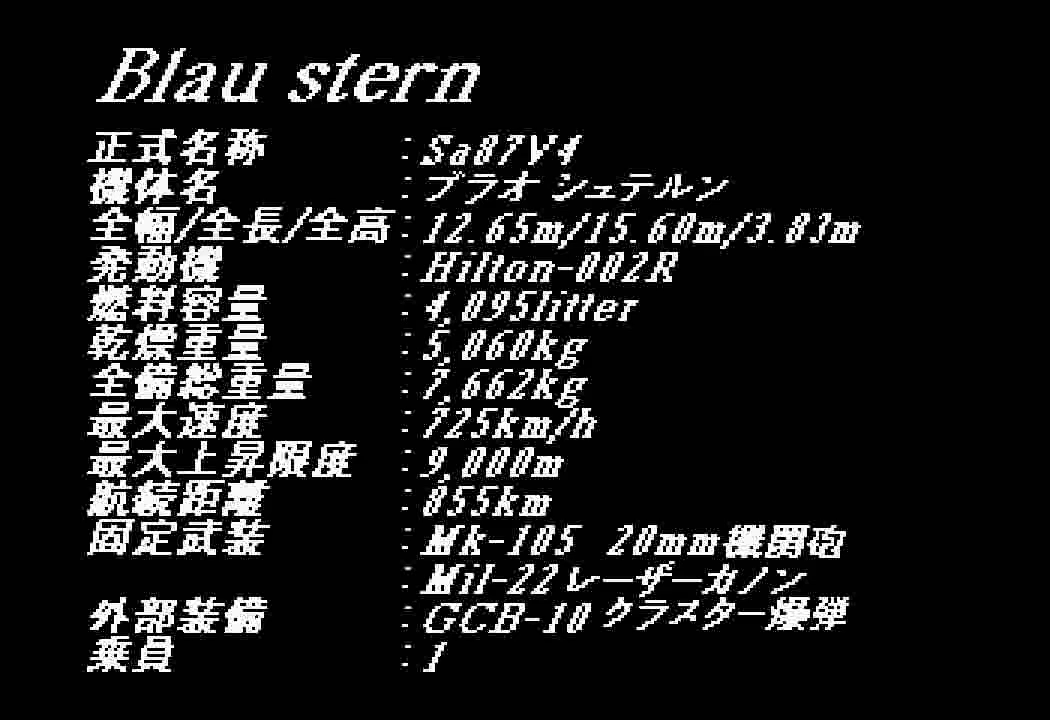 Blau stern
正式名称 : Sa87V4
機体名 : ブラオ シュテルン
全幅/全長/全高 : 12.65m/15.60m/3.83m
発動機 : Hilton-002R
燃料容量 : 4,095litter
乾燥重量 : 5,060kg
全備総重量 : 7,662kg
最大速度 : 725km/h
最大上昇限度 : 9,000m
航続距離 : 855km
固定武装 : Mk-105 20mm機関砲
: Mil-22レーザーカノン
外部装備 : GCB-10クラスター爆弾
乗員 : 1